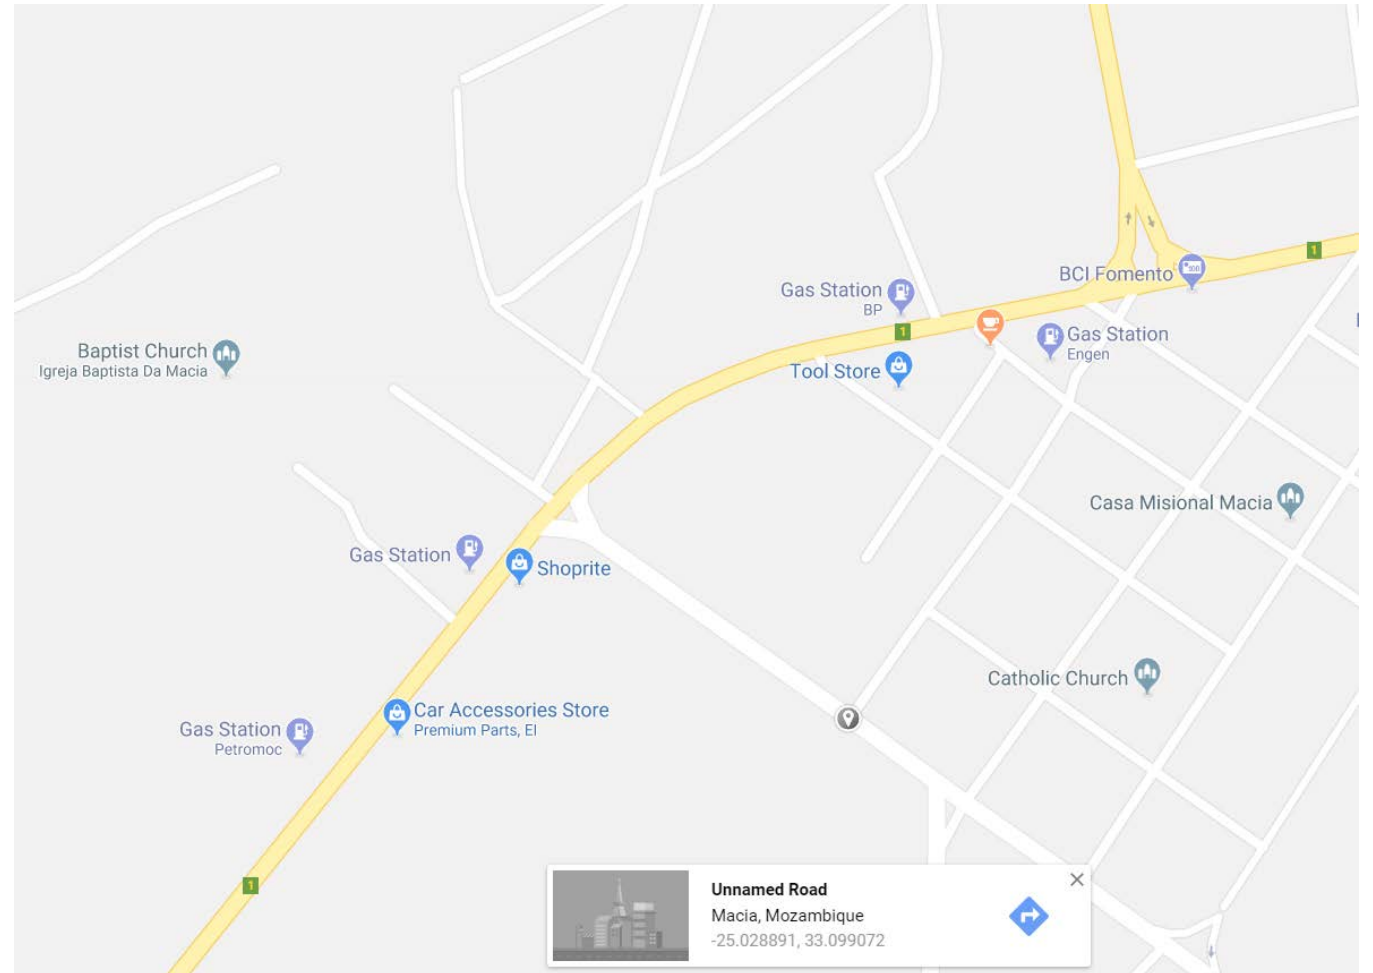 1
BCI Fomento
Gas Station
BP
1
Gas Station
Engen
Baptist Church
Igreja Baptista Da Macia
Tool Store
Casa Misional Macia
Gas Station
Shoprite
Catholic Church
Car Accessories Store
Premium Parts, EI
Gas Station
Petromoc
1
Unnamed Road
Macia, Mozambique
-25.028891, 33.099072